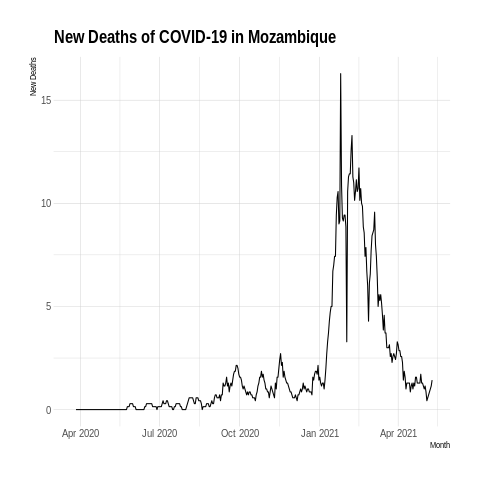 New Deaths of COVID-19 in Mozambique
New Deaths
15
10
5
0
Apr 2020 Jul 2020 Oct 2020 Jan 2021 Apr 2021
Month